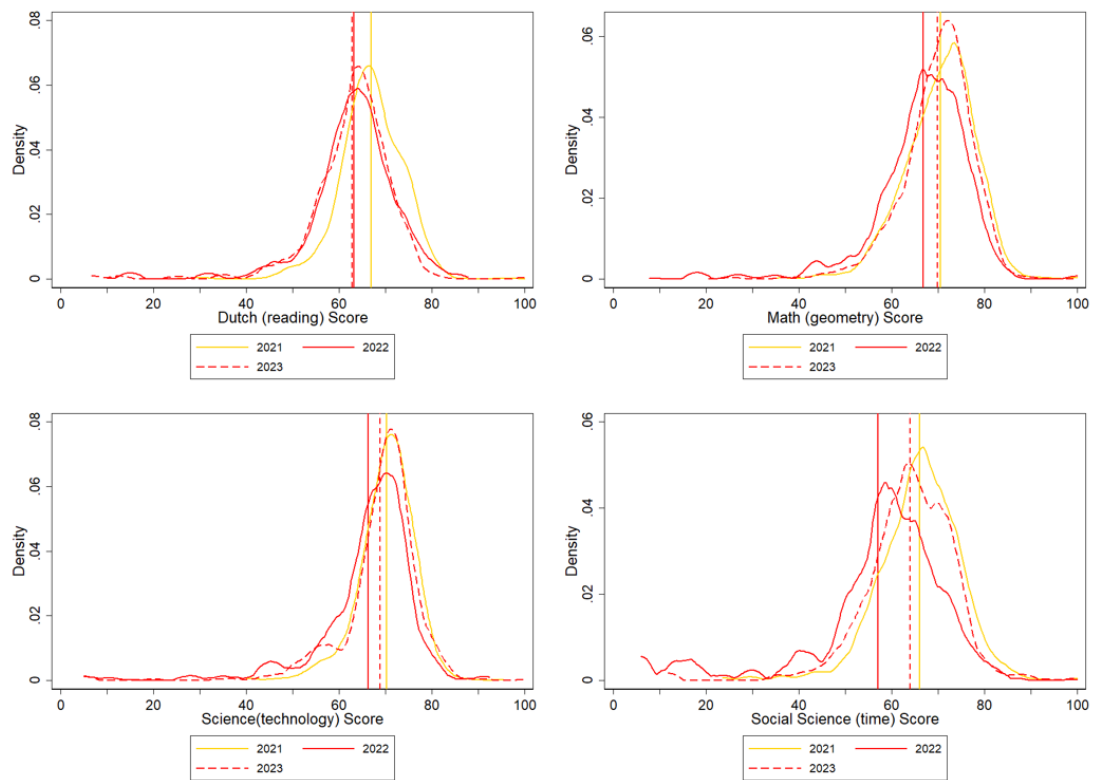 .08
.06
.04
.02
0
Density
0 20 40 60 80 100
Dutch (reading) Score
2021 2022
2023
.06
.04
.02
0
Density
0 20 40 60 80 100
Math (geometry) Score
2021 2022
2023
.08
.06
.04
.02
0
Density
0 20 40 60 80 100
Science(technology) Score
2021 2022
2023
.06
.04
.02
0
Density
0 20 40 60 80 100
Social Science (time) Score
2021 2022
2023